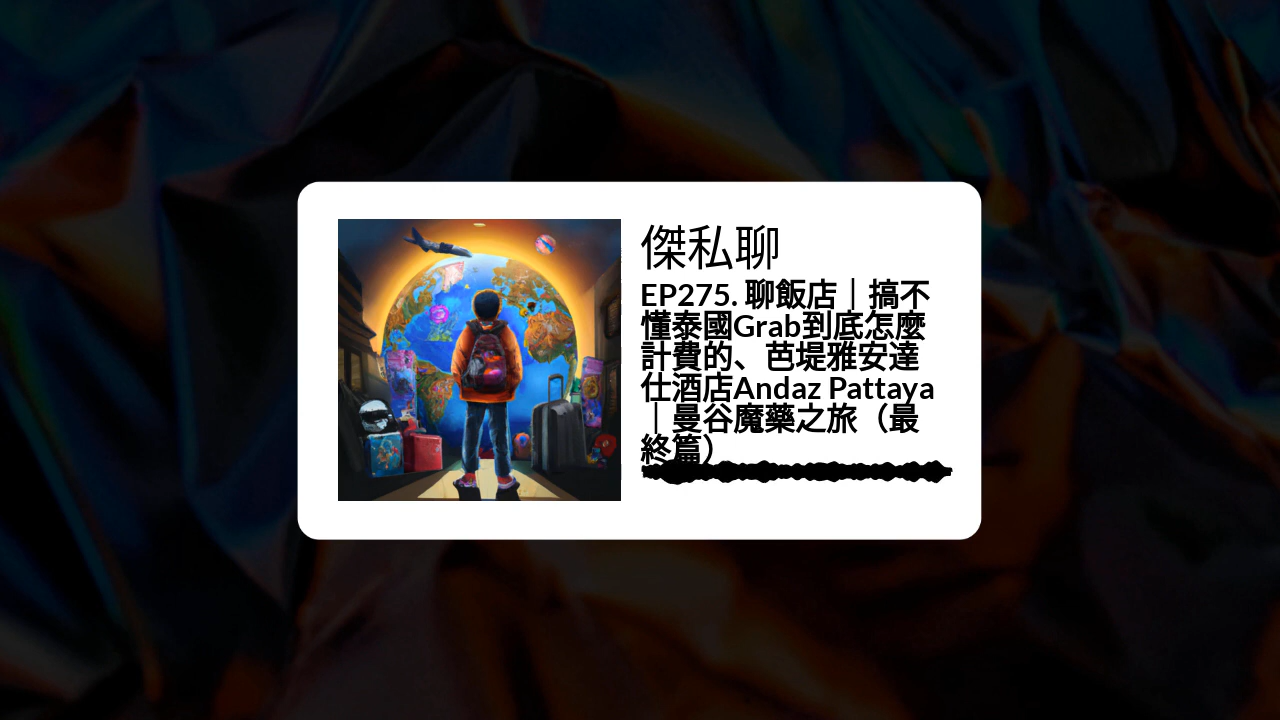 傑私聊
EP275. 聊飯店｜搞不
懂泰國Grab到底怎麼
計費的、芭堤雅安達
仕酒店Andaz Pattaya
｜曼谷魔藥之旅（最
終篇）